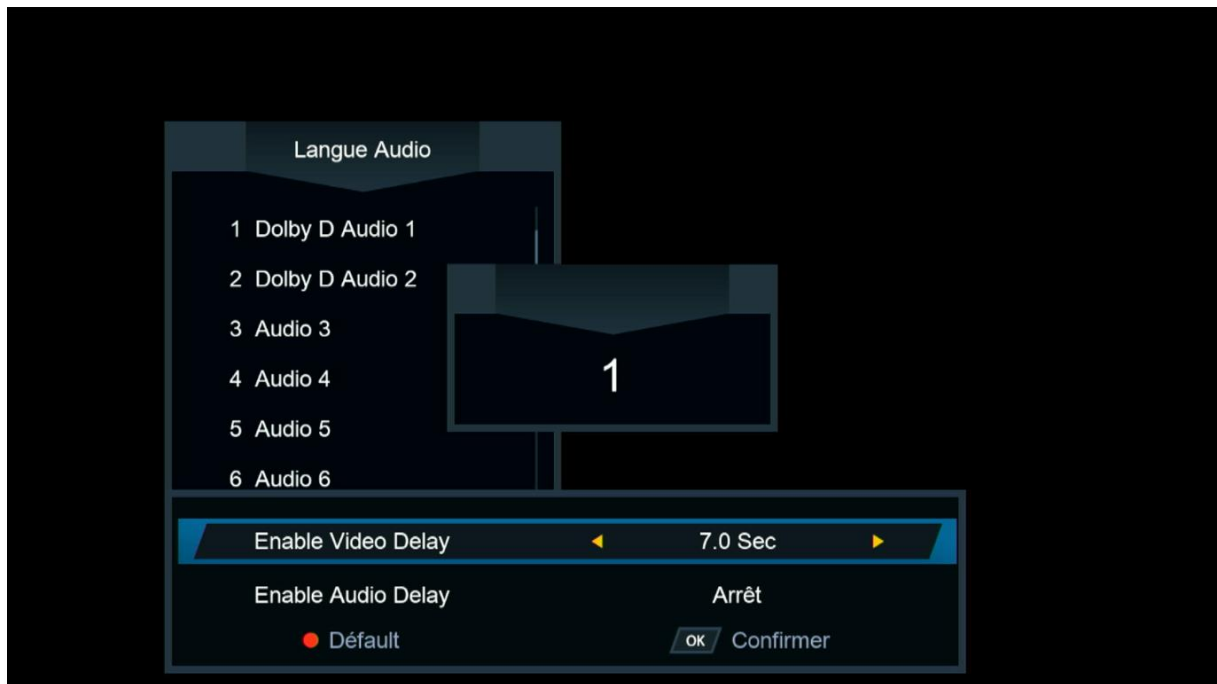 Langue Audio
1 Dolby D Audio 1
2 Dolby D Audio 2
3 Audio 3
4 Audio 4
5 Audio 5
6 Audio 6
1
Enable Video Delay 7.0 Sec
Enable Audio Delay Arrêt
Défault OK Confirmer